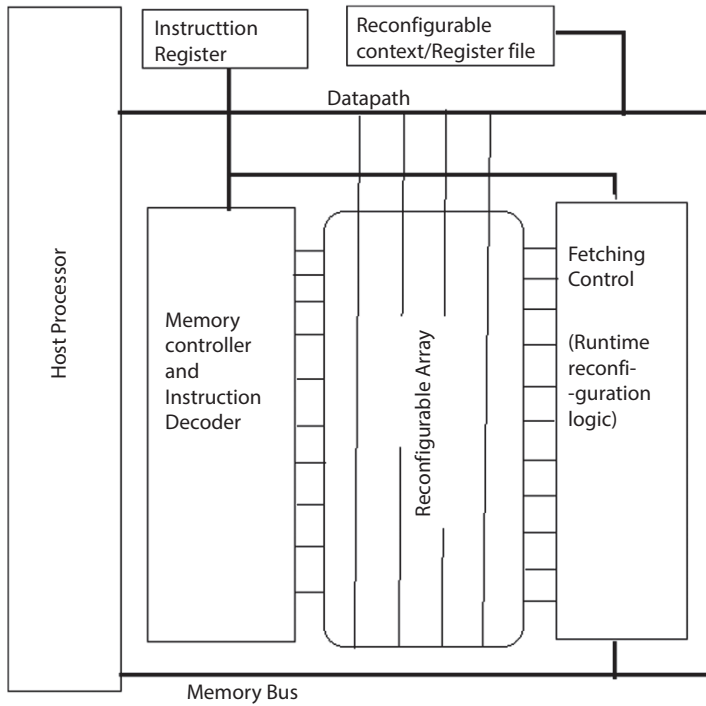 Instructtion
Register
Reconfigurable
context/Register file
Datapath
Host Processor
Memory
controller
and
Instruction
Decoder
Reconfigurable Array
Fetching
Control
(Runtime
reconfi-
-guration
logic)
Memory Bus